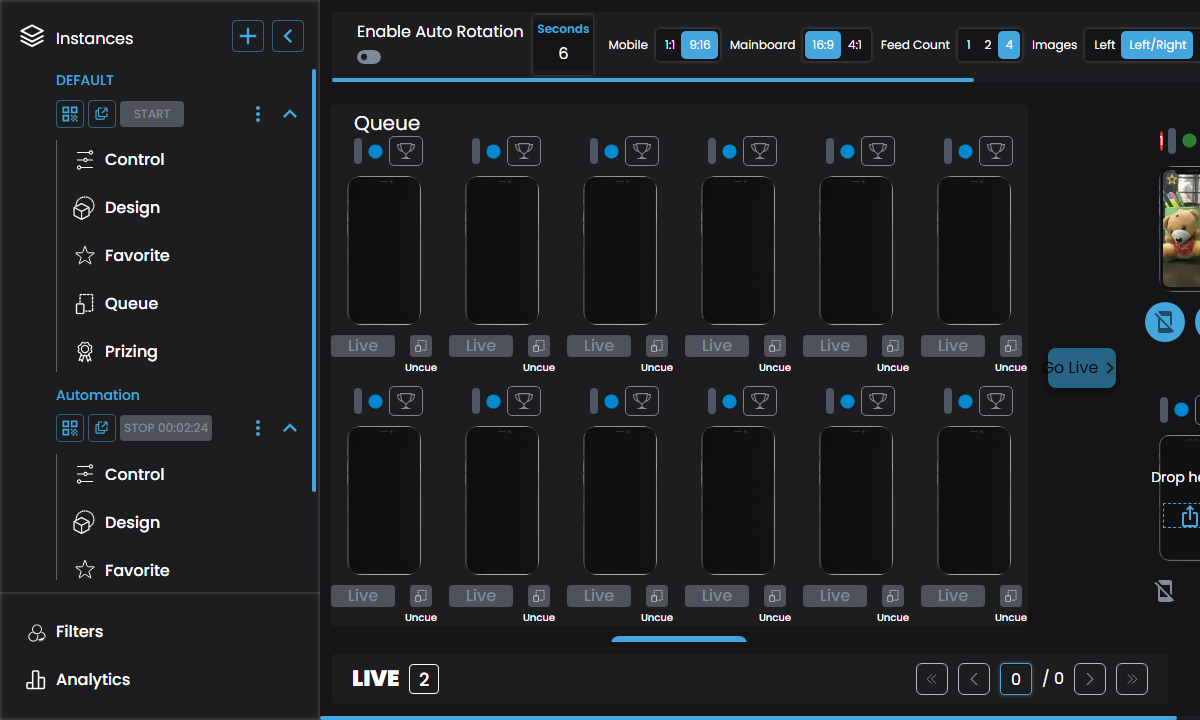 Instances
DEFAULT
START
Control
Design
Favorite
Queue
Prizing
Automation
STOP 00:02:24
Control
Design
Favorite
Filters
Analytics
Enable Auto Rotation
Seconds
6
Mobile 1:1 9:16
Mainboard 16:9 4:1
Feed Count 1 2 4
Images Left Left/Right
Queue
Live Live Live Live Live Live
Uncue Uncue Uncue Uncue Uncue Uncue
Live Live Live Live Live Live
Uncue Uncue Uncue Uncue Uncue Uncue
Go Live
1
Drop he
LIVE 2
0 / 0